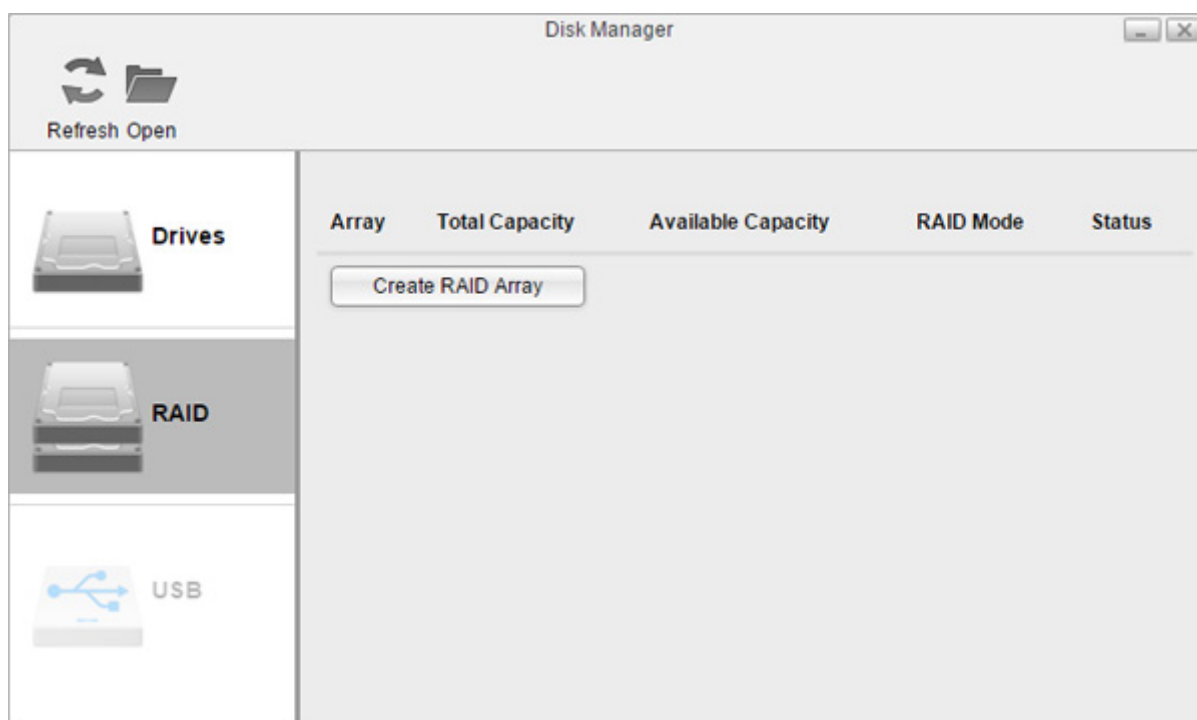 Disk Manager
Refresh Open
Drives
RAID
USB
Array Total Capacity Available Capacity RAID Mode Status
Create RAID Array